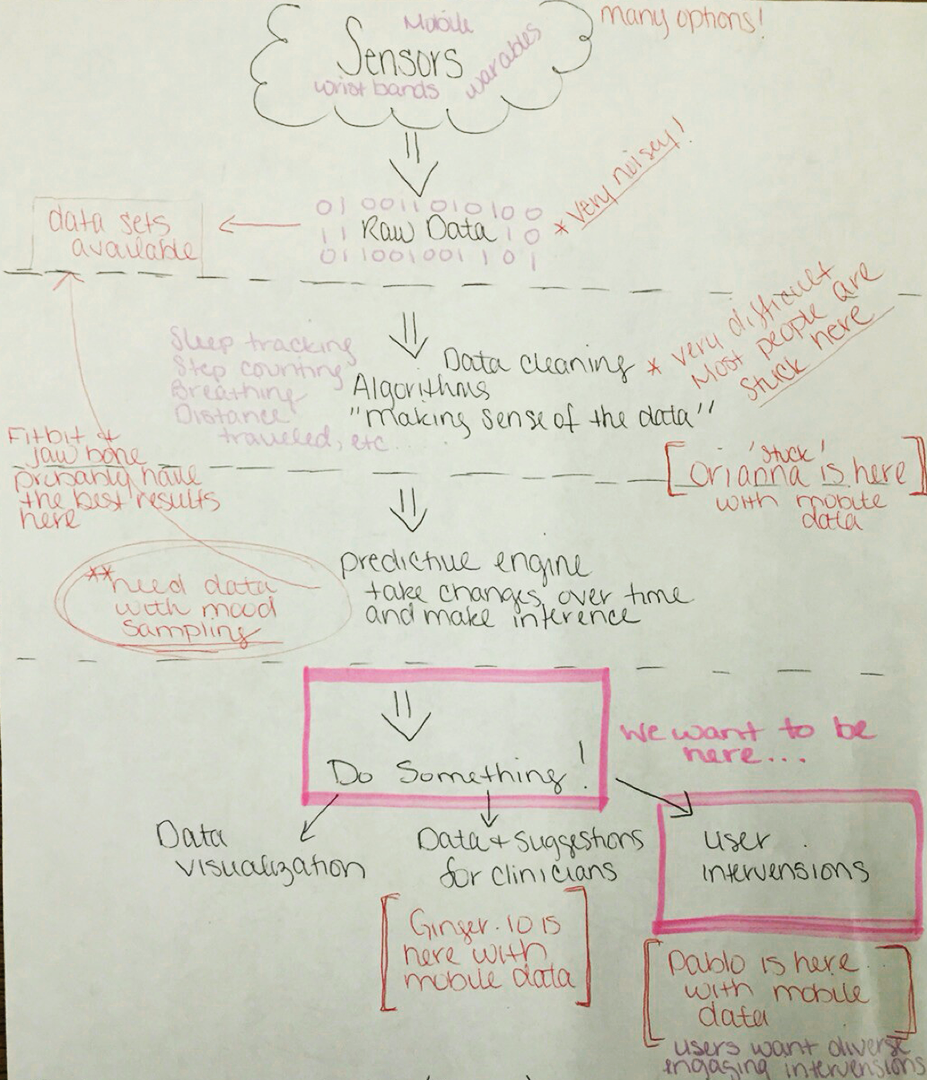 many options!
Mobile
Sensors
wrist bands
warables
01 0011010100
11 Raw Data 10
011001001101
* very noisey!
data sets
available
Sleep tracking
Step counting
Breathing
Distance
traveled, etc...
Data cleaning
Algorithms
"making sense of the data"
* very difficult
Most people are
stuck here
Fitbit +
jaw bone
probably have
the best results
here
'stuck'
[Orianna is here]
with mobile
data
predictive engine
take changes over time
and make inference
**need data
with mood
sampling
Do Something!
We want to be
here...
Data
visualization
Data + suggestions
for clinicians
user
intervensions
[Ginger.io is
here with
mobile data]
[Pablo is here
with mobile
data]
users want diverse
engaging intervensions